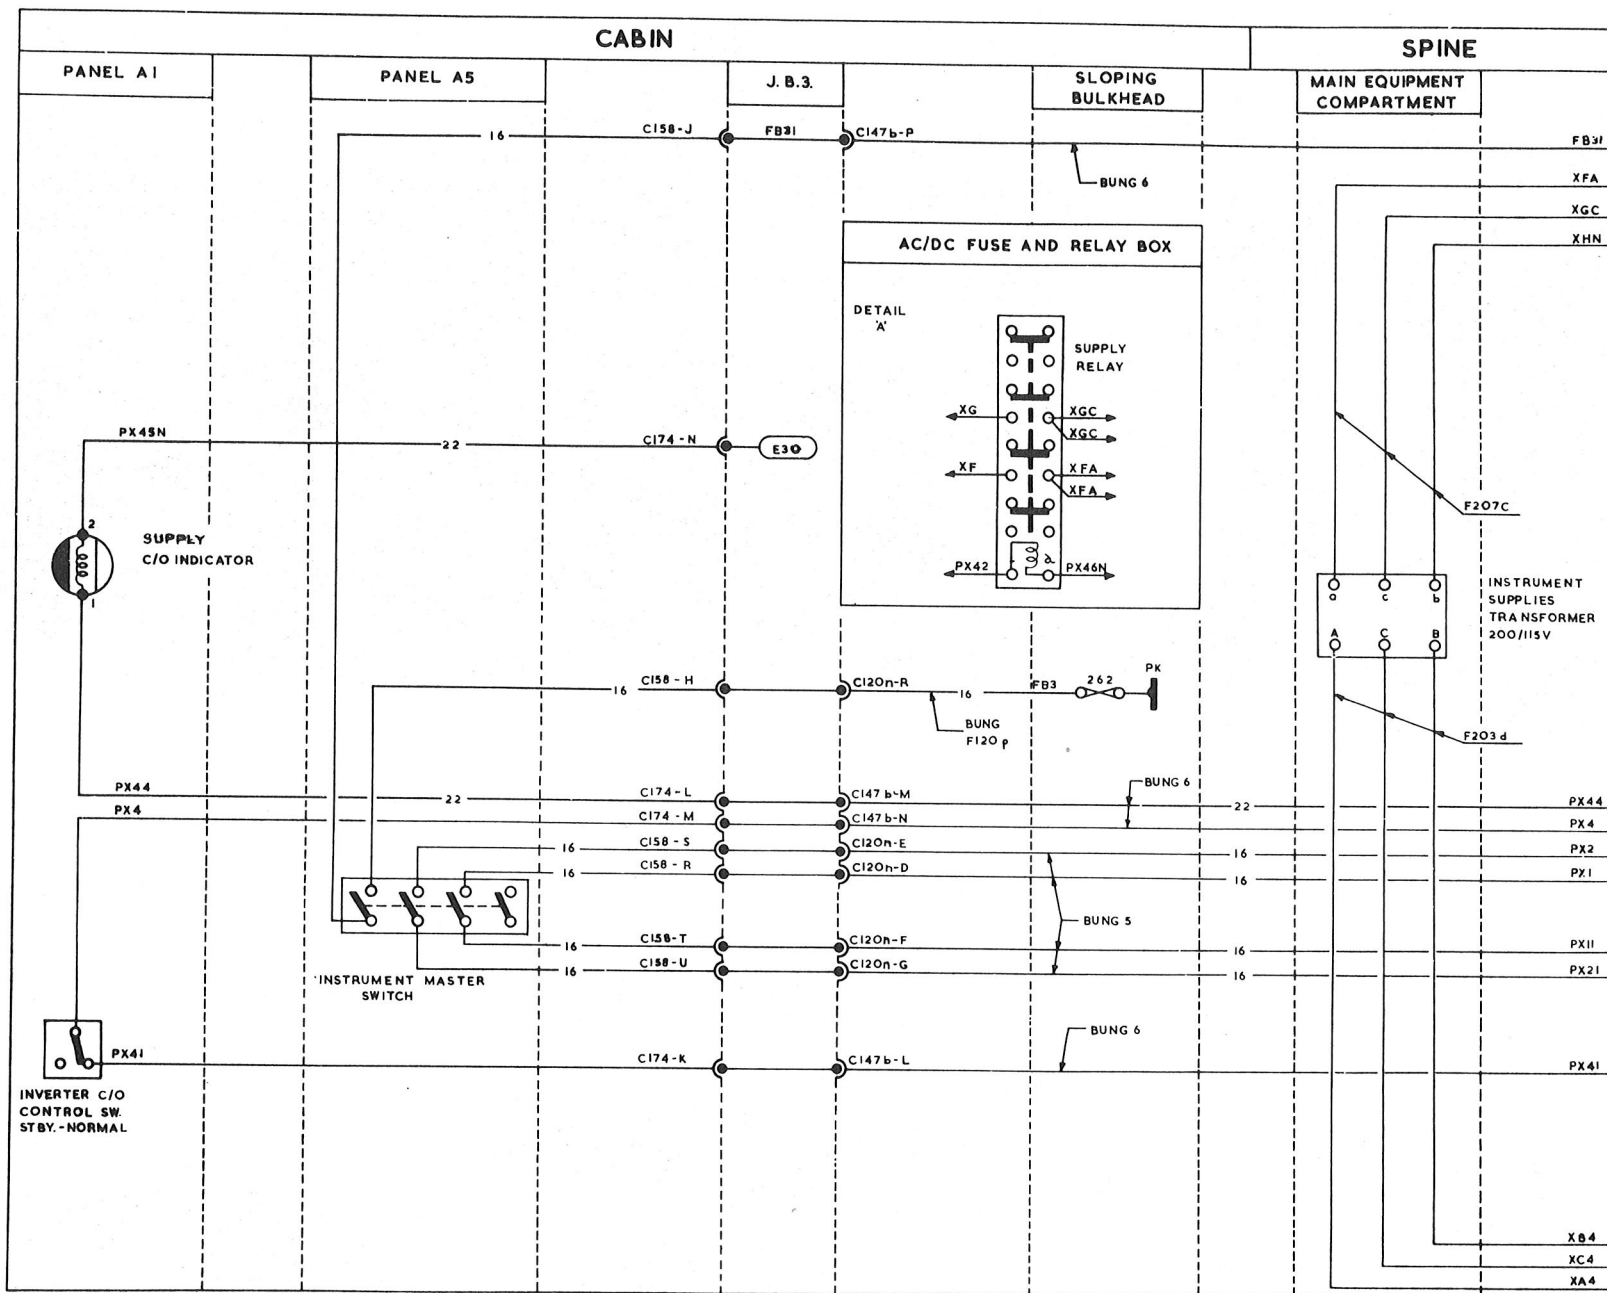 CABIN
SPINE
PANEL A1
PANEL A5
J.B.3.
SLOPING
BULKHEAD
MAIN EQUIPMENT
COMPARTMENT
16
C158-J
FB31
C147b-P
FB31
BUNG 6
XFA
XGC
XHN
AC/DC FUSE AND RELAY BOX
DETAIL
'A'
SUPPLY
RELAY
XG
XGC
XGC
XF
XFA
XFA
PX42
PX46N
PX45N
22
C174-N
E30
2
SUPPLY
C/O INDICATOR
1
F207C
a
c
b
A
C
B
INSTRUMENT
SUPPLIES
TRANSFORMER
200/115V
16
C158-H
C120n-R
16
FB3
262
PK
BUNG
F120p
F203d
PX44
22
C174-L
C147b-M
BUNG 6
22
PX44
PX4
C174-M
C147b-N
PX4
16
C158-S
C120n-E
16
PX2
16
C158-R
C120n-D
16
PX1
BUNG 5
16
C158-T
C120n-F
16
PX11
16
C158-U
C120n-G
16
PX21
INSTRUMENT MASTER
SWITCH
BUNG 6
PX41
C174-K
C147b-L
PX41
INVERTER C/O
CONTROL SW.
STBY.-NORMAL
XB4
XC4
XA4